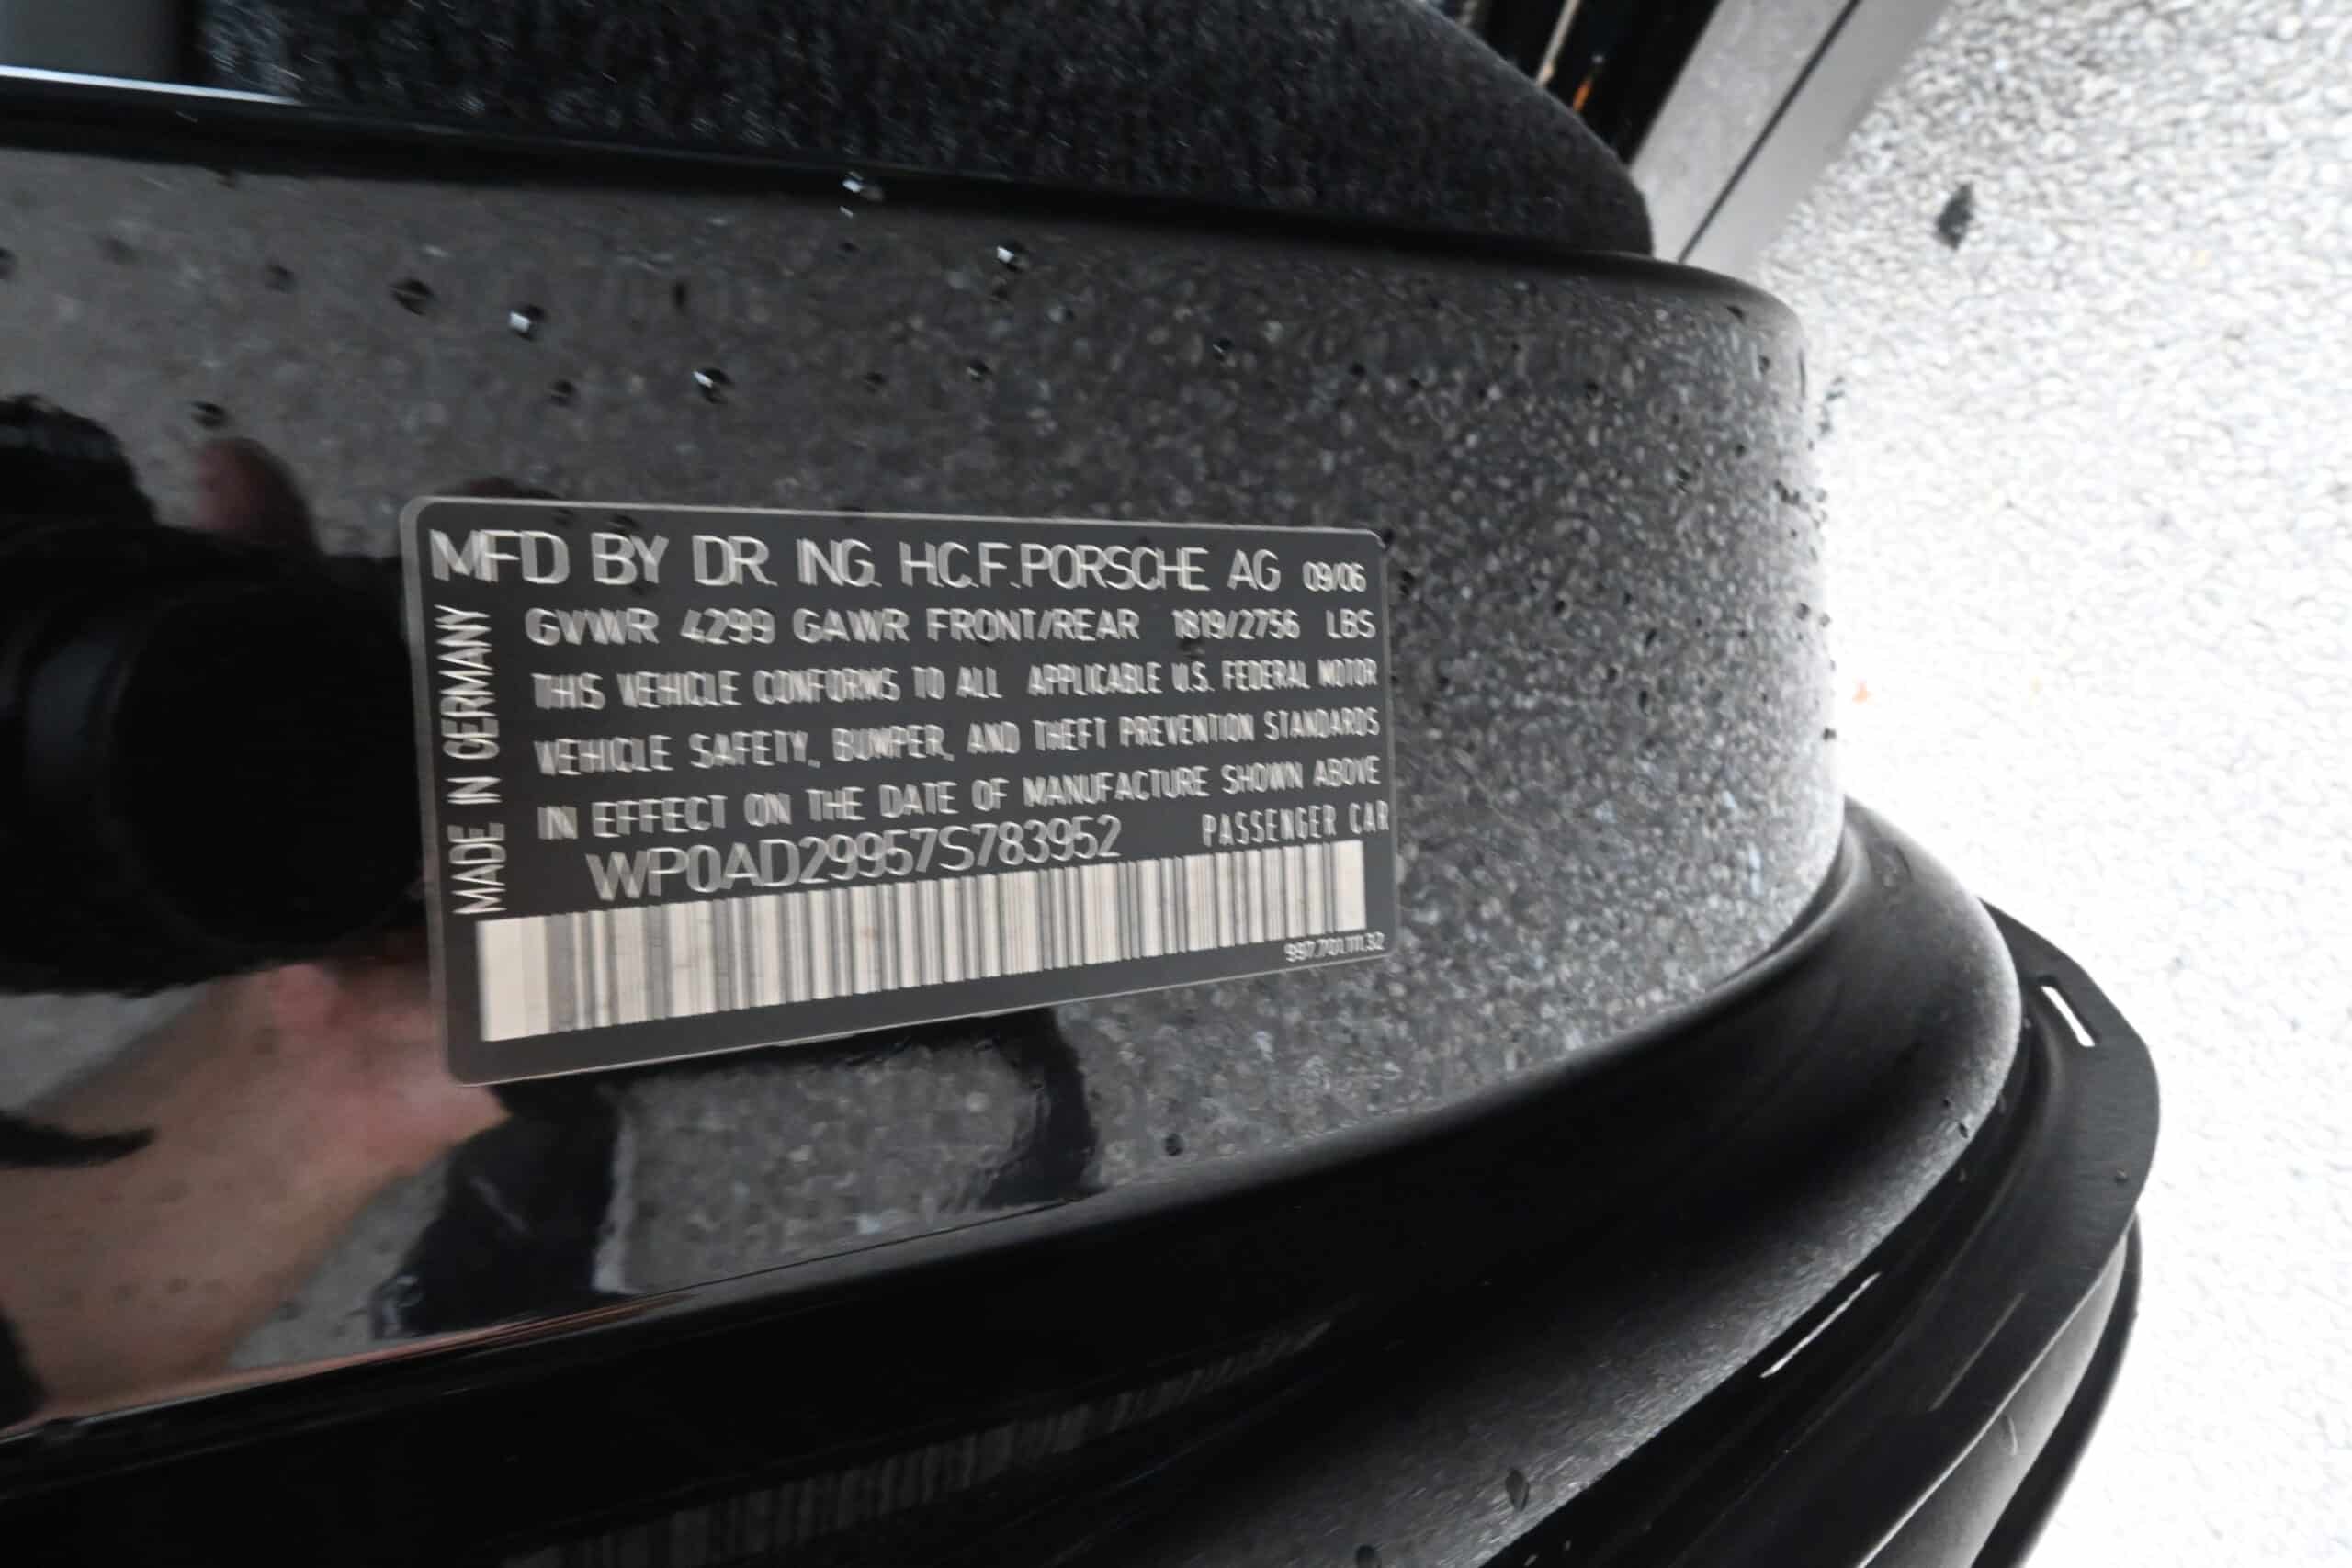 MFD BY DR. ING. H.C.F. PORSCHE AG 09/06
GVWR 4299 GAWR FRONT/REAR 1819/2756 LBS
THIS VEHICLE CONFORMS TO ALL APPLICABLE U.S. FEDERAL MOTOR
VEHICLE SAFETY, BUMPER, AND THEFT PREVENTION STANDARDS
IN EFFECT ON THE DATE OF MANUFACTURE SHOWN ABOVE
WP0AD29957S783952 PASSENGER CAR
997.701.111.32
MADE IN GERMANY